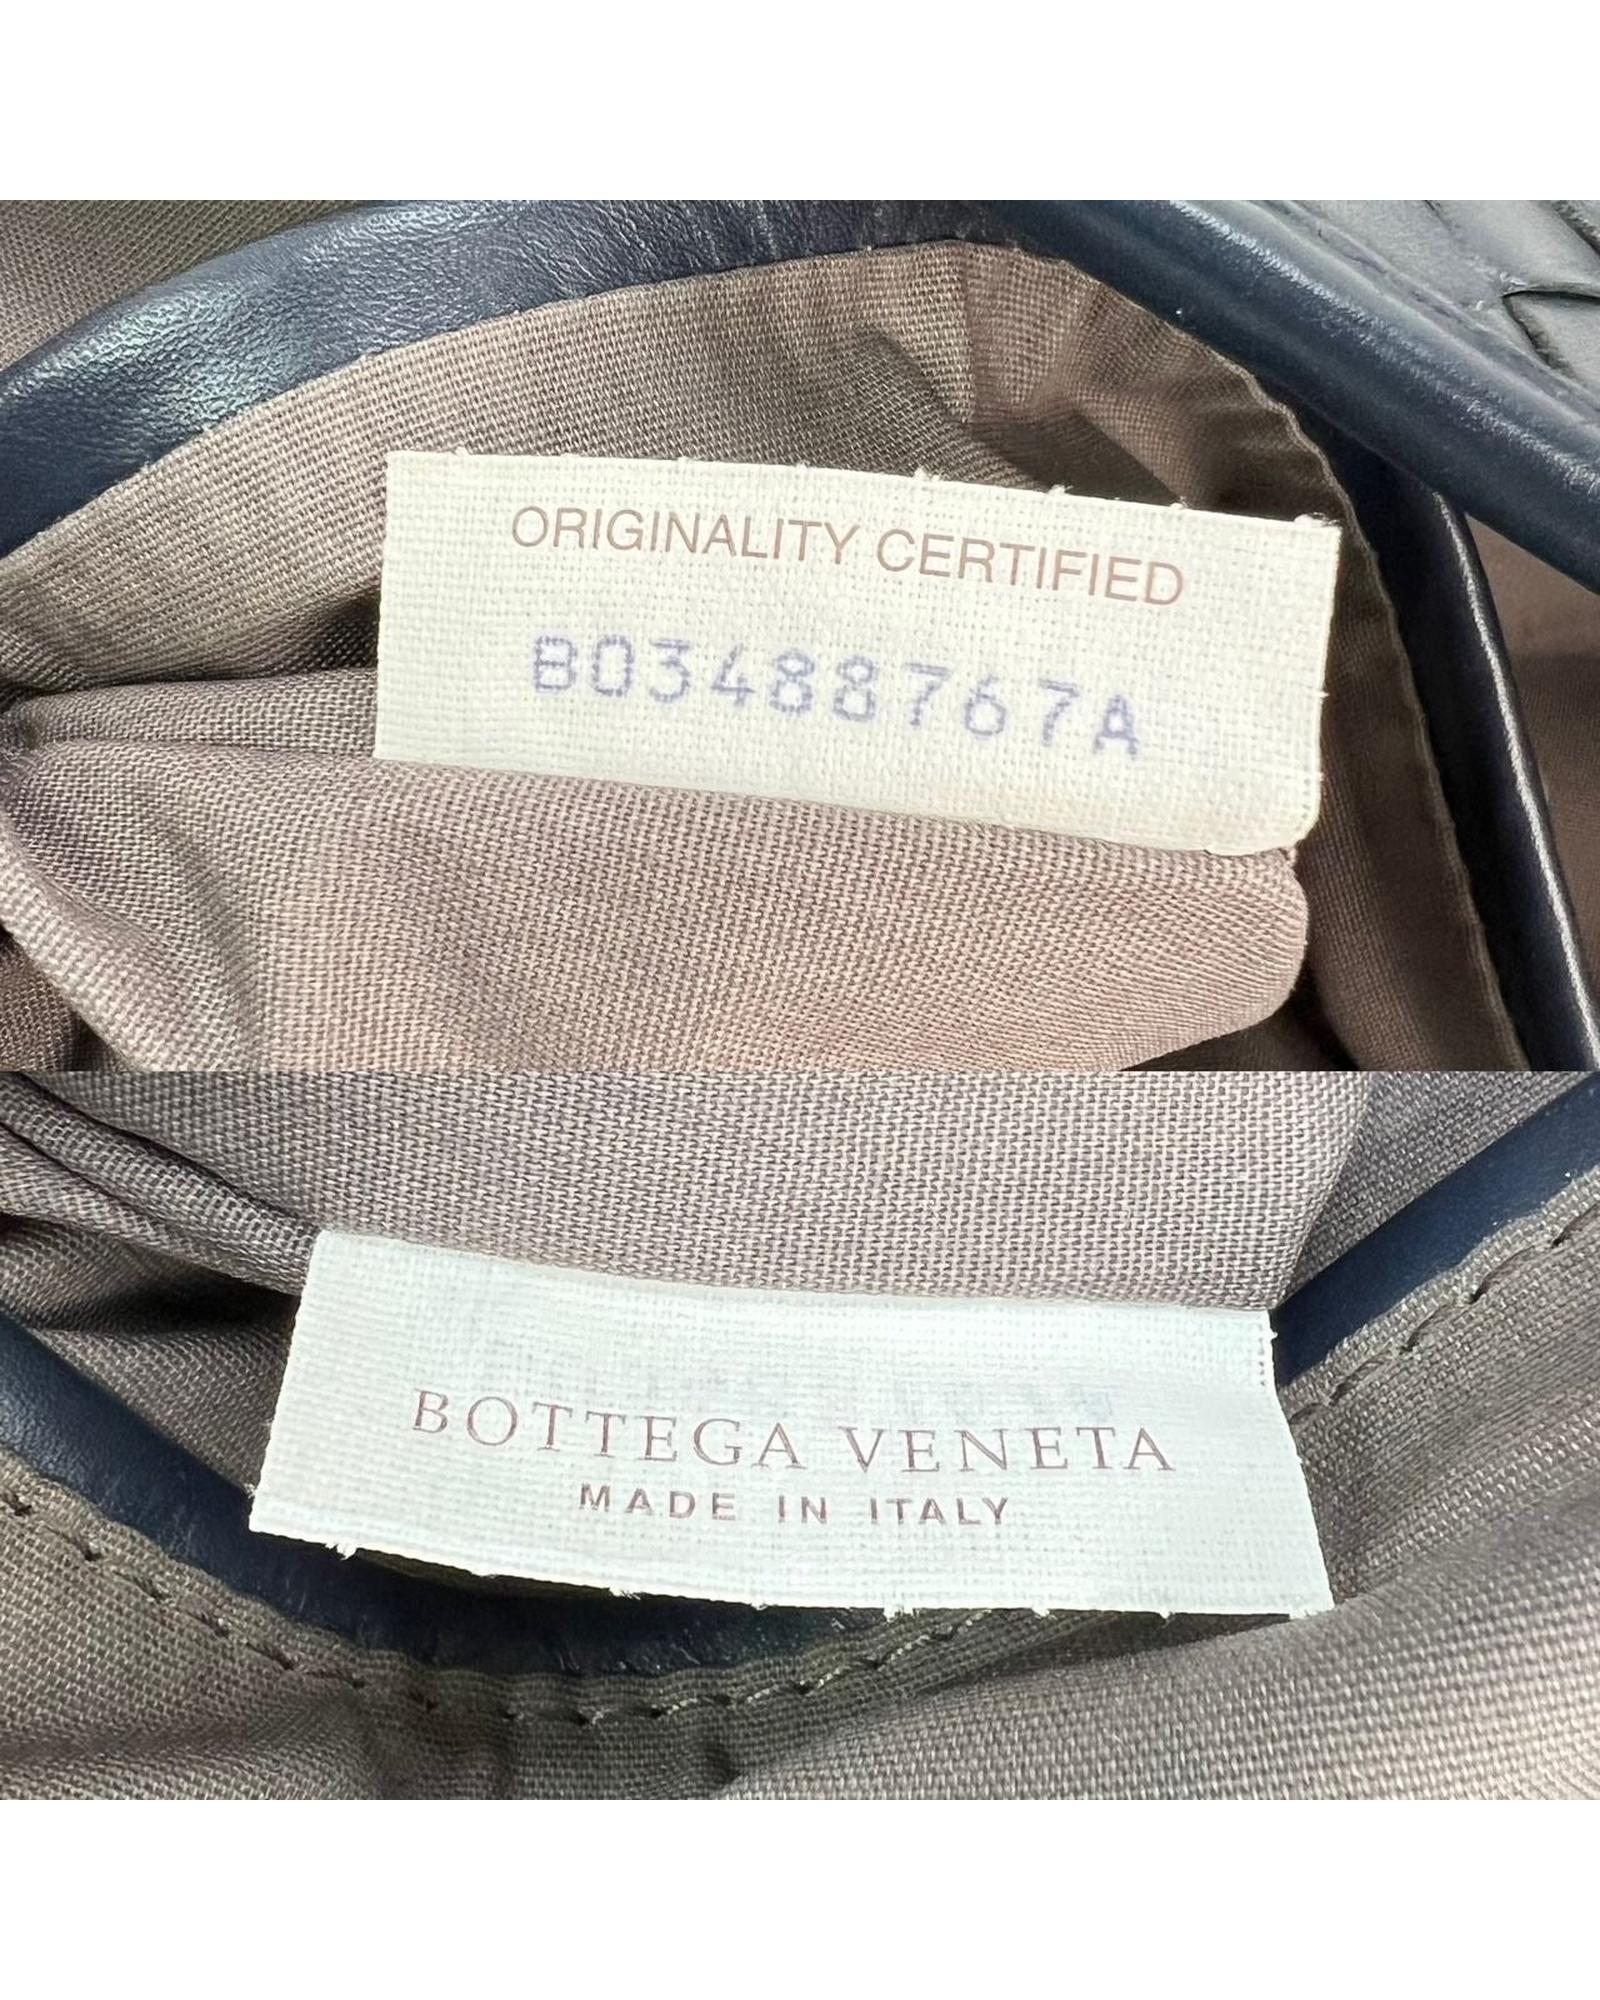 ORIGINALITY CERTIFIED
B03488767A
BOTTEGA VENETA
MADE IN ITALY